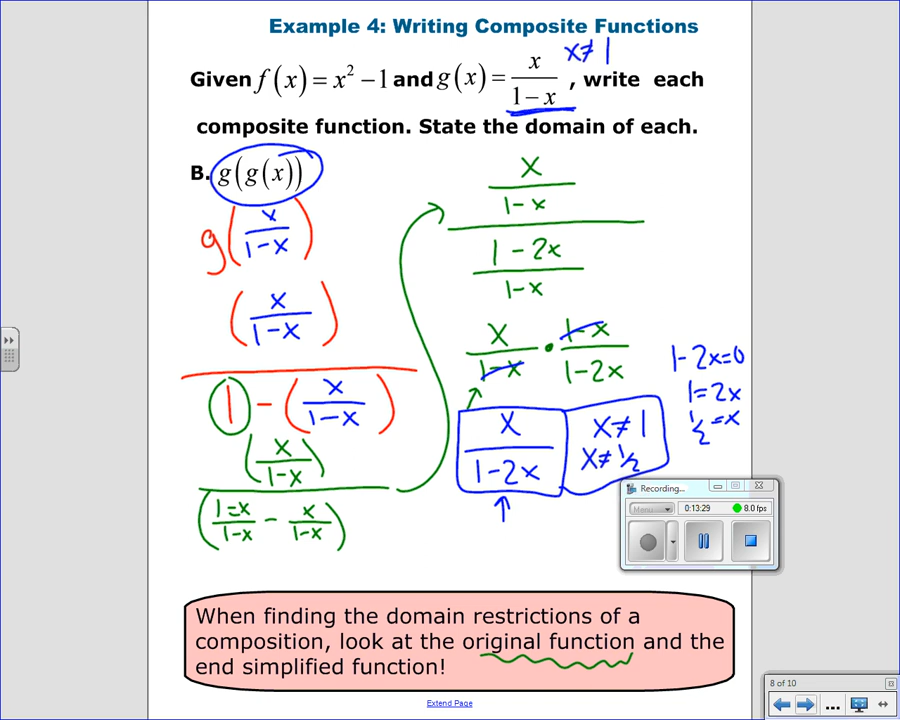 Example 4: Writing Composite Functions
x ≠ 1
Given f(x) = x² − 1 and g(x) = x/(1 − x), write each
composite function. State the domain of each.
B. g(g(x))
g(x/(1−x))
(x/(1−x))
1 − (x/(1−x))
(x/(1−x))
((1−x)/(1−x) − x/(1−x))
x/(1−x)
(1−2x)/(1−x)
x/(1−x) • (1−x)/(1−2x)
x/(1−2x)
x ≠ 1
x ≠ 1/2
1−2x=0
1=2x
1/2=x
Recording...
Menu
0:13:29
8.0 fps
When finding the domain restrictions of a
composition, look at the original function and the
end simplified function!
Extend Page
8 of 10
...